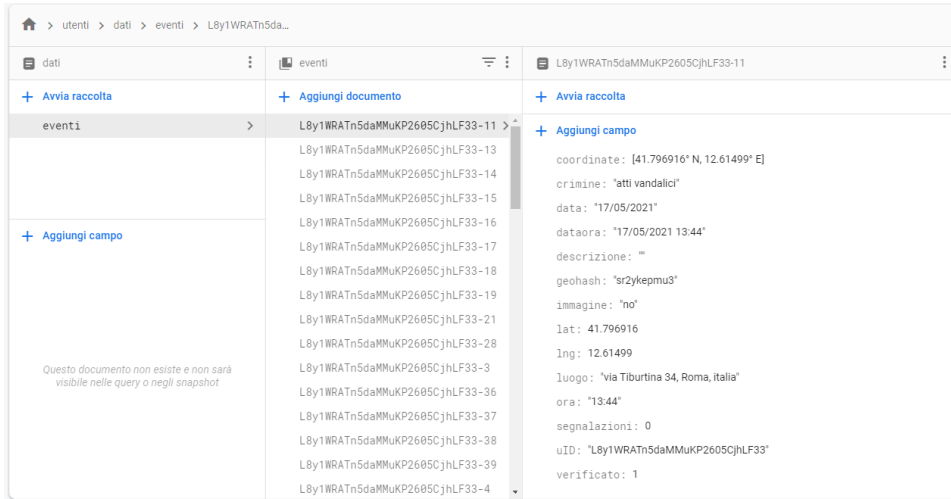 utenti > dati > eventi > L8y1WRATn5da...
dati
+ Avvia raccolta
eventi
+ Aggiungi campo
Questo documento non esiste e non sarà
visibile nelle query o negli snapshot
eventi
+ Aggiungi documento
L8y1WRATn5daMMuKP2605CjhLF33-11
L8y1WRATn5daMMuKP2605CjhLF33-13
L8y1WRATn5daMMuKP2605CjhLF33-14
L8y1WRATn5daMMuKP2605CjhLF33-15
L8y1WRATn5daMMuKP2605CjhLF33-16
L8y1WRATn5daMMuKP2605CjhLF33-17
L8y1WRATn5daMMuKP2605CjhLF33-18
L8y1WRATn5daMMuKP2605CjhLF33-19
L8y1WRATn5daMMuKP2605CjhLF33-21
L8y1WRATn5daMMuKP2605CjhLF33-28
L8y1WRATn5daMMuKP2605CjhLF33-3
L8y1WRATn5daMMuKP2605CjhLF33-36
L8y1WRATn5daMMuKP2605CjhLF33-37
L8y1WRATn5daMMuKP2605CjhLF33-38
L8y1WRATn5daMMuKP2605CjhLF33-39
L8y1WRATn5daMMuKP2605CjhLF33-4
L8y1WRATn5daMMuKP2605CjhLF33-11
+ Avvia raccolta
+ Aggiungi campo
coordinate: [41.796916° N, 12.61499° E]
crimine: "atti vandalici"
data: "17/05/2021"
dataora: "17/05/2021 13:44"
descrizione: ""
geohash: "sr2ykepmu3"
immagine: "no"
lat: 41.796916
lng: 12.61499
luogo: "via Tiburtina 34, Roma, italia"
ora: "13:44"
segnalazioni: 0
uID: "L8y1WRATn5daMMuKP2605CjhLF33"
verificato: 1